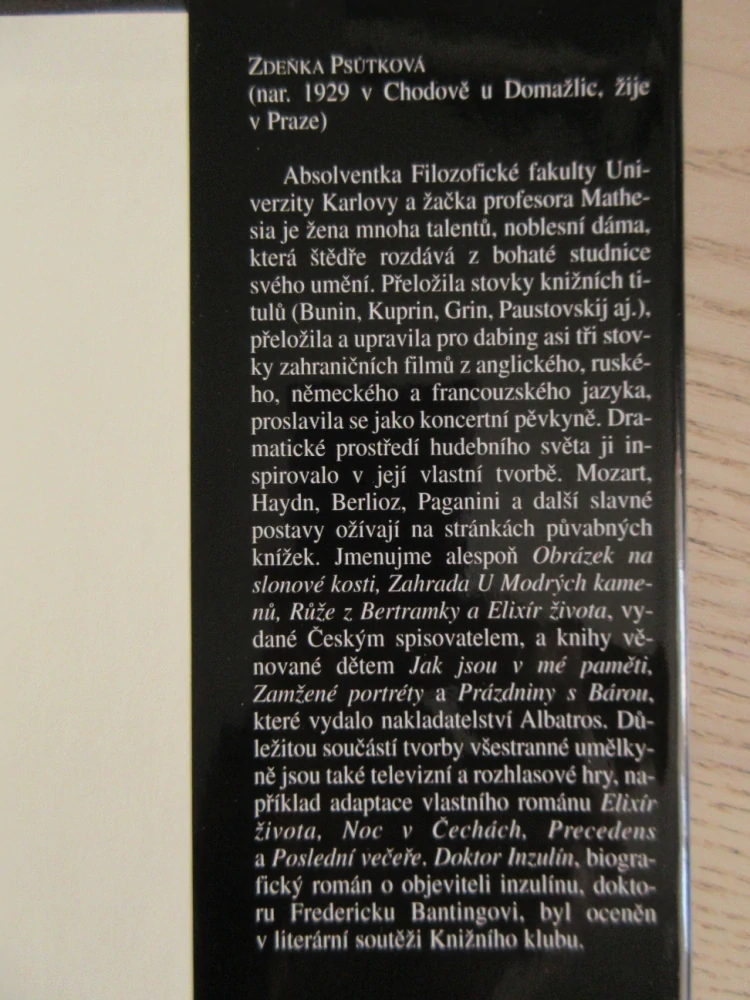 ZDEŇKA PSŮTKOVÁ
(nar. 1929 v Chodově u Domažlic, žije
v Praze)
Absolventka Filozofické fakulty Uni-
verzity Karlovy a žačka profesora Mathe-
sia je žena mnoha talentů, noblesní dáma,
která štědře rozdává z bohaté studnice
svého umění. Přeložila stovky knižních ti-
tulů (Bunin, Kuprin, Grin, Paustovskij aj.),
přeložila a upravila pro dabing asi tři stov-
ky zahraničních filmů z anglického, ruské-
ho, německého a francouzského jazyka,
proslavila se jako koncertní pěvkyně. Dra-
matické prostředí hudebního světa ji in-
spirovalo v její vlastní tvorbě. Mozart,
Haydn, Berlioz, Paganini a další slavné
postavy ožívají na stránkách půvabných
knížek. Jmenujme alespoň Obrázek na
slonové kosti, Zahrada U Modrých kame-
nů, Růže z Bertramky a Elixír života, vy-
dané Českým spisovatelem, a knihy vě-
nované dětem Jak jsou v mé paměti,
Zamžené portréty a Prázdniny s Bárou,
které vydalo nakladatelství Albatros. Dů-
ležitou součástí tvorby všestranné umělky-
ně jsou také televizní a rozhlasové hry, na-
příklad adaptace vlastního románu Elixír
života, Noc v Čechách, Precedens
a Poslední večeře. Doktor Inzulín, biogra-
fický román o objeviteli inzulínu, dokto-
ru Fredericku Bantingovi, byl oceněn
v literární soutěži Knižního klubu.